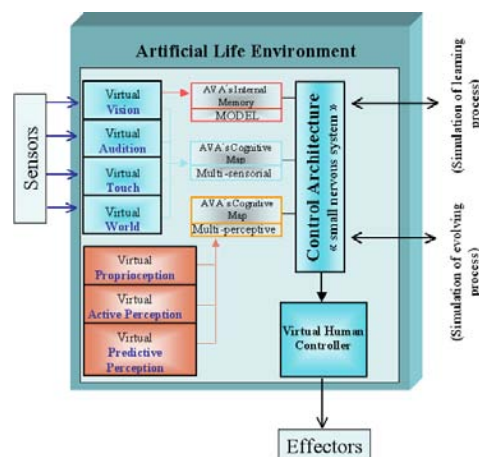 Artificial Life Environment
Sensors
Virtual
Vision
Virtual
Audition
Virtual
Touch
Virtual
World
Virtual
Proprioception
Virtual
Active Perception
Virtual
Predictive
Perception
AVA's Internal
Memory
MODEL
AVA's Cognitive
Map
Multi-sensorial
AVA's Cognitive
Map
Multi-perceptive
Control Architecture
« small nervous system »
Virtual Human
Controller
Effectors
(Simulation of learning
process)
(Simulation of evolving
process)